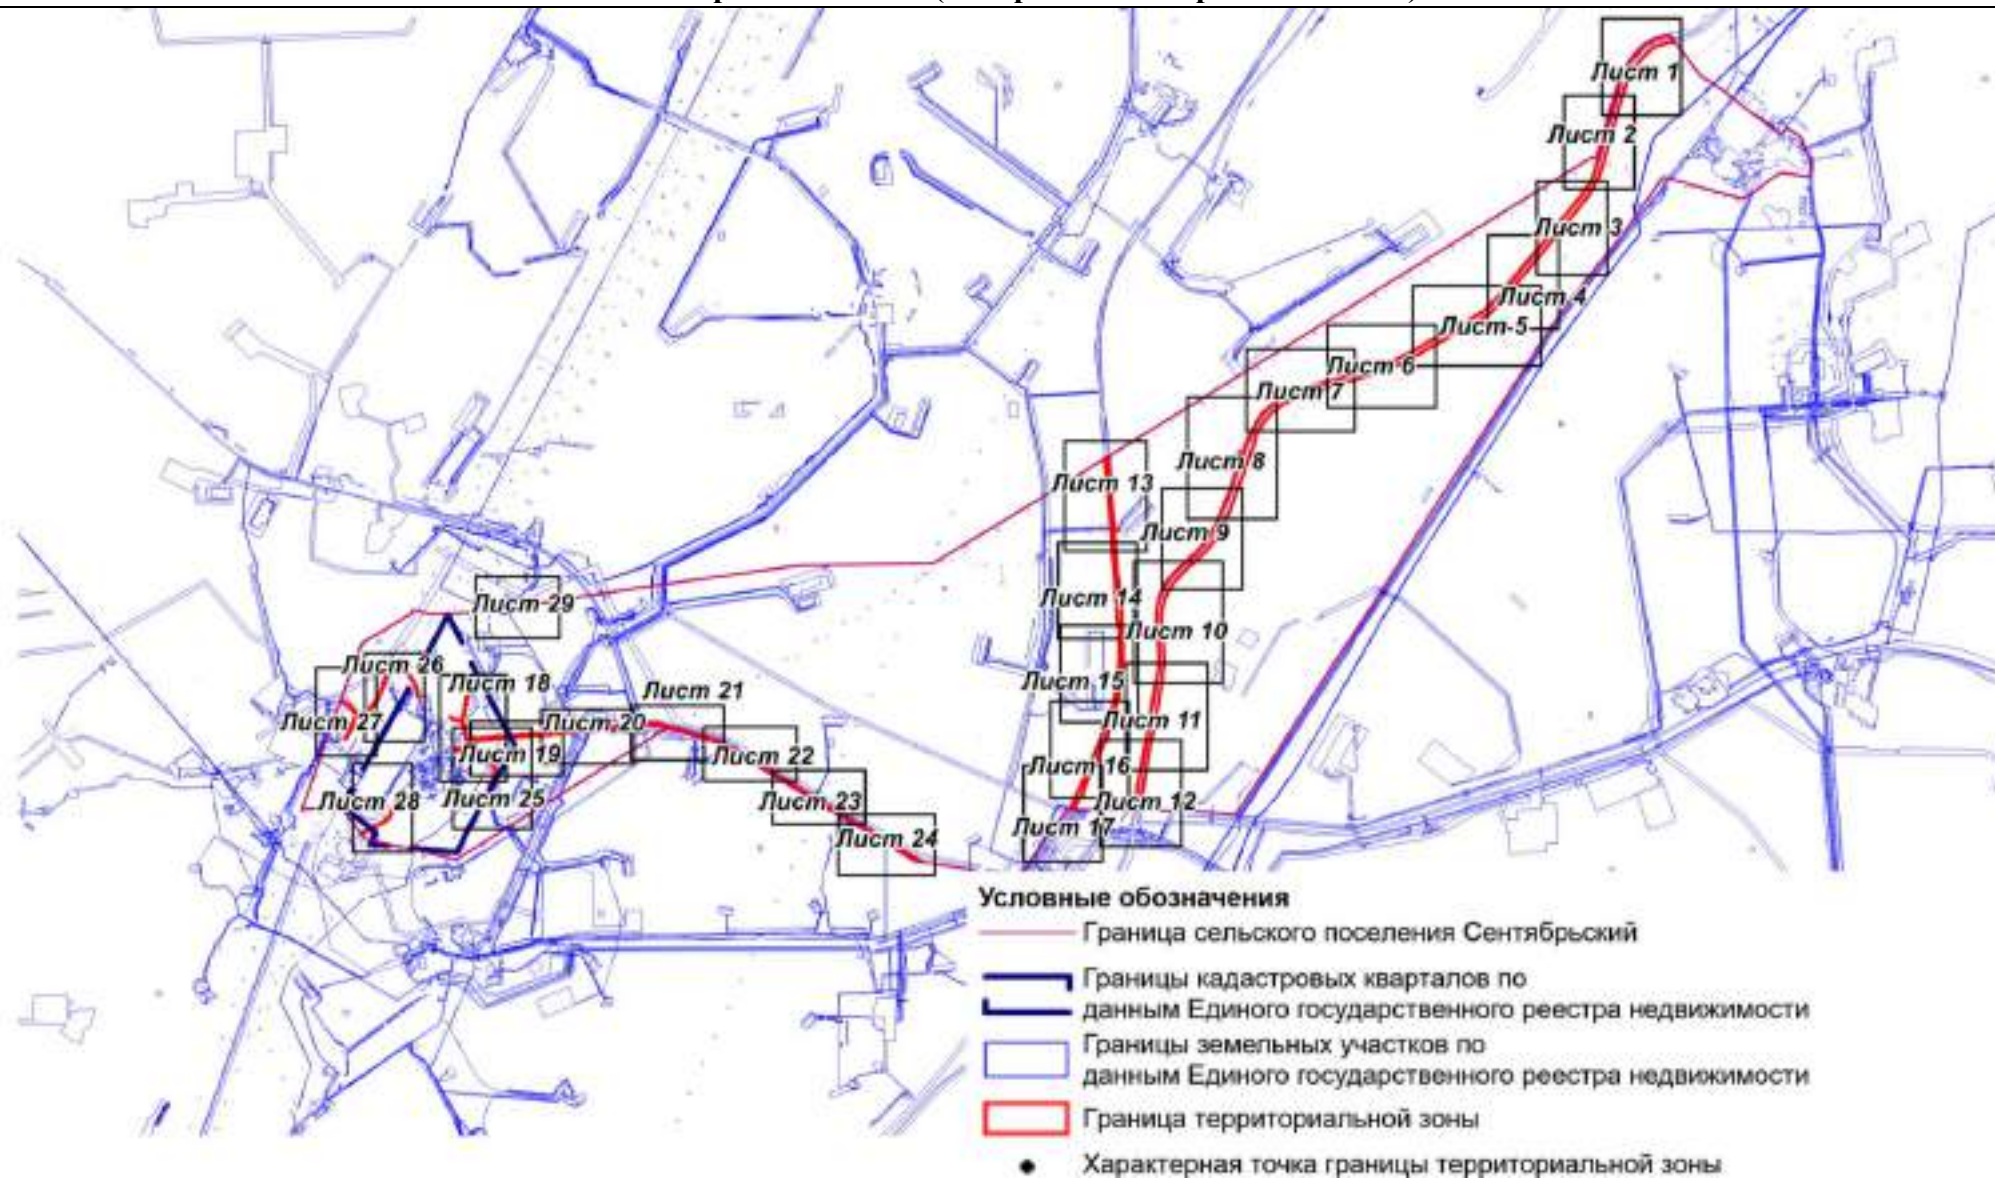 Лист 1
Лист 2
Лист 3
Лист 4
Лист 5
Лист 6
Лист 7
Лист 8
Лист 13
Лист 9
Лист 14
Лист 29
Лист 10
Лист 26
Лист 18
Лист 15
Лист 21
Лист 27
Лист 20
Лист 11
Лист 19
Лист 22
Лист 16
Лист 28
Лист 25
Лист 23
Лист 12
Лист 17
Лист 24
Условные обозначения
Граница сельского поселения Сентябрьский
Границы кадастровых кварталов по
данным Единого государственного реестра недвижимости
Границы земельных участков по
данным Единого государственного реестра недвижимости
Граница территориальной зоны
Характерная точка границы территориальной зоны